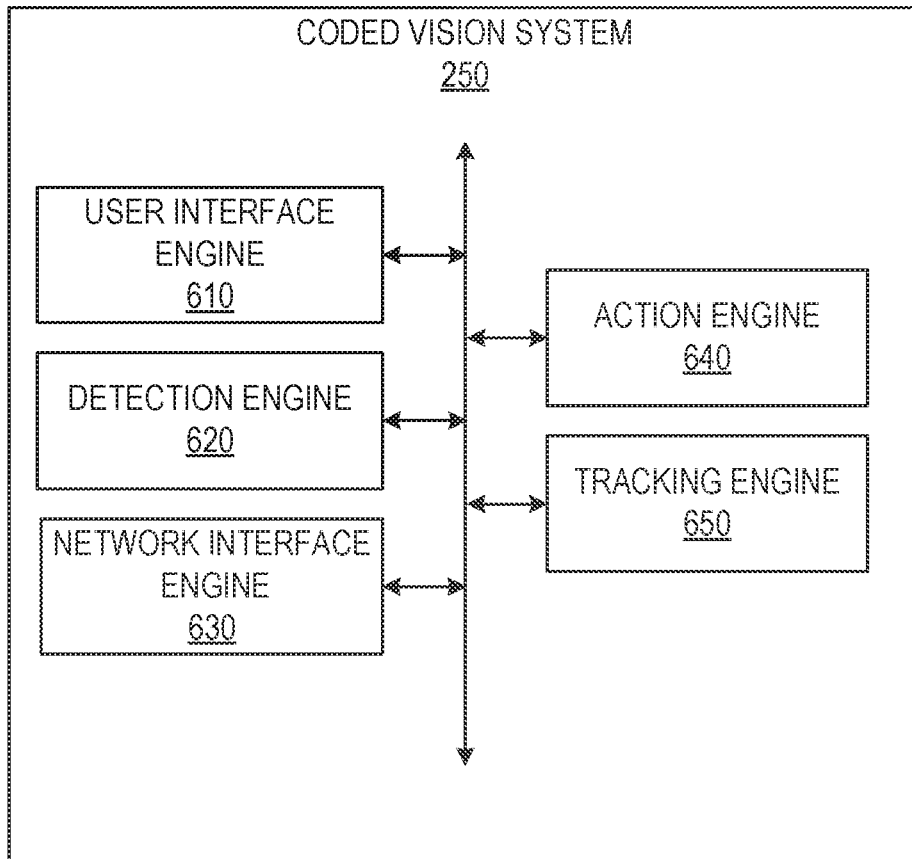 CODED VISION SYSTEM
250
USER INTERFACE
ENGINE
610
DETECTION ENGINE
620
NETWORK INTERFACE
ENGINE
630
ACTION ENGINE
640
TRACKING ENGINE
650